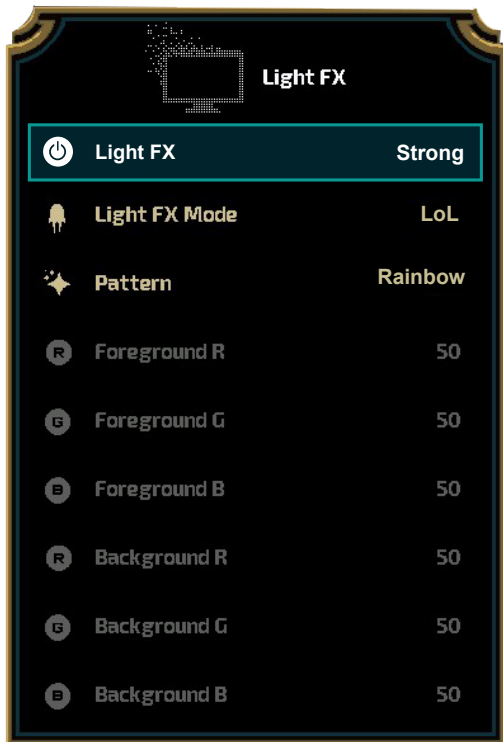 Light FX
Light FX Strong
Light FX Mode LoL
Pattern Rainbow
R Foreground R 50
G Foreground G 50
B Foreground B 50
R Background R 50
G Background G 50
B Background B 50